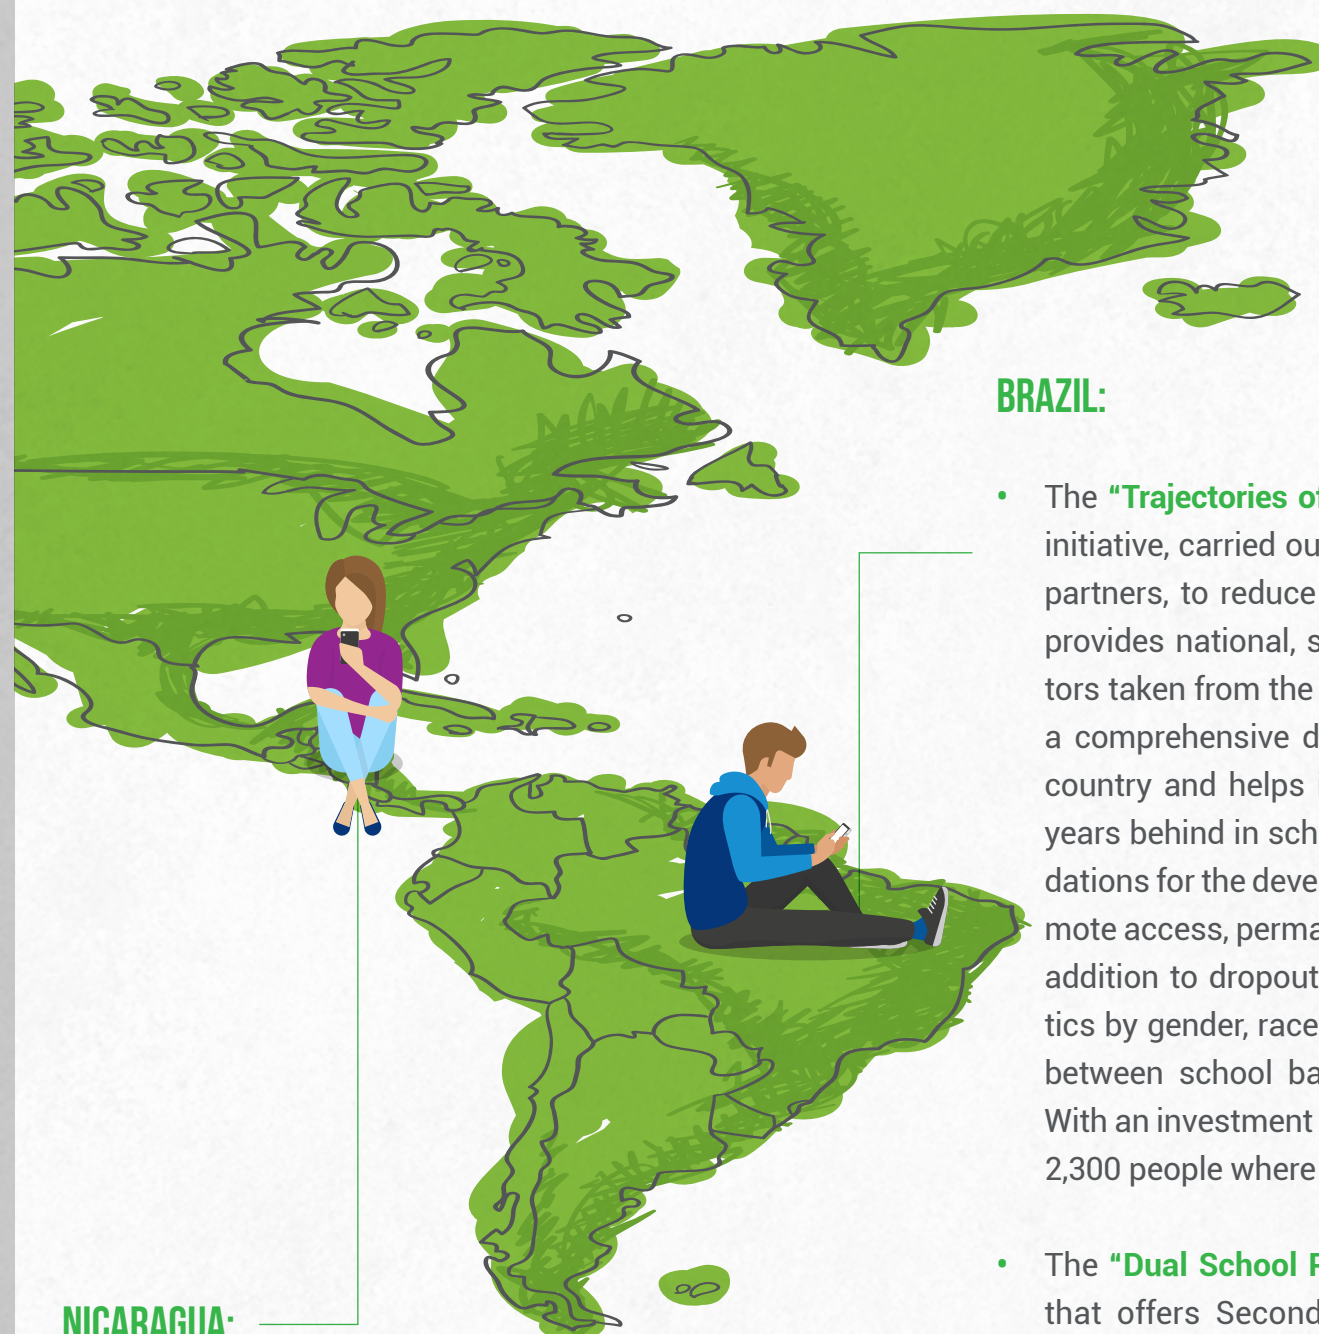 BRAZIL:
• The “Trajectories of
initiative, carried ou
partners, to reduce
provides national, s
tors taken from the
a comprehensive d
country and helps
years behind in sch
dations for the deve
mote access, perma
addition to dropout
tics by gender, race
between school ba
With an investment
2,300 people where
• The “Dual School
that offers Second
NICARAGUA: